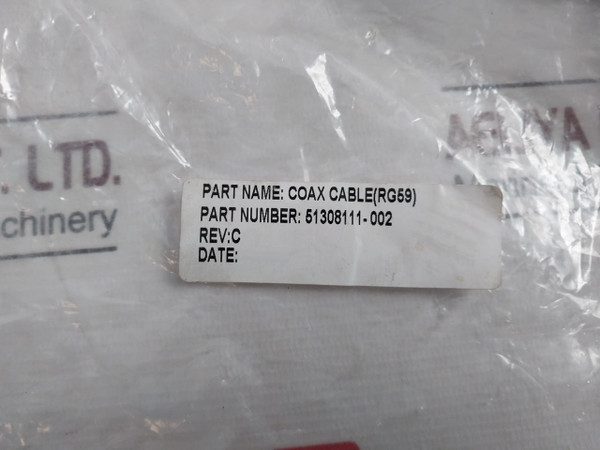 LTD.
chinery
PART NAME: COAX CABLE(RG59)
PART NUMBER: 51308111- 002
REV:C
DATE: